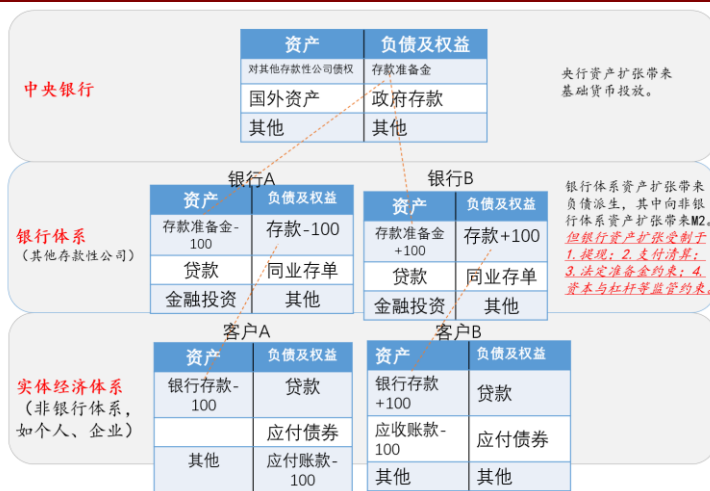 资产 负债及权益
对其他存款性公司债权 存款准备金
国外资产 政府存款
其他 其他
中央银行
央行资产扩张带来
基础货币投放。
银行A
资产 负债及权益
存款准备金-
100
存款-100
贷款 同业存单
金融投资 其他
银行B
资产 负债及权益
存款准备金
+100
存款+100
贷款 同业存单
金融投资 其他
银行体系
（其他存款性公司）
银行体系资产扩张带来
负债派生，其中向非银
行体系资产扩张带来M2。
但银行资产扩张受制于
1.提现；2.支付清算；
3.法定准备金约束；4.
资本与杠杆等监管约束。
客户A
资产 负债及权益
银行存款-
100
贷款
应付债券
其他
应付账款-
100
客户B
资产 负债及权益
银行存款
+100
贷款
应收账款-
100
应付债券
其他 其他
实体经济体系
（非银行体系，
如个人、企业）